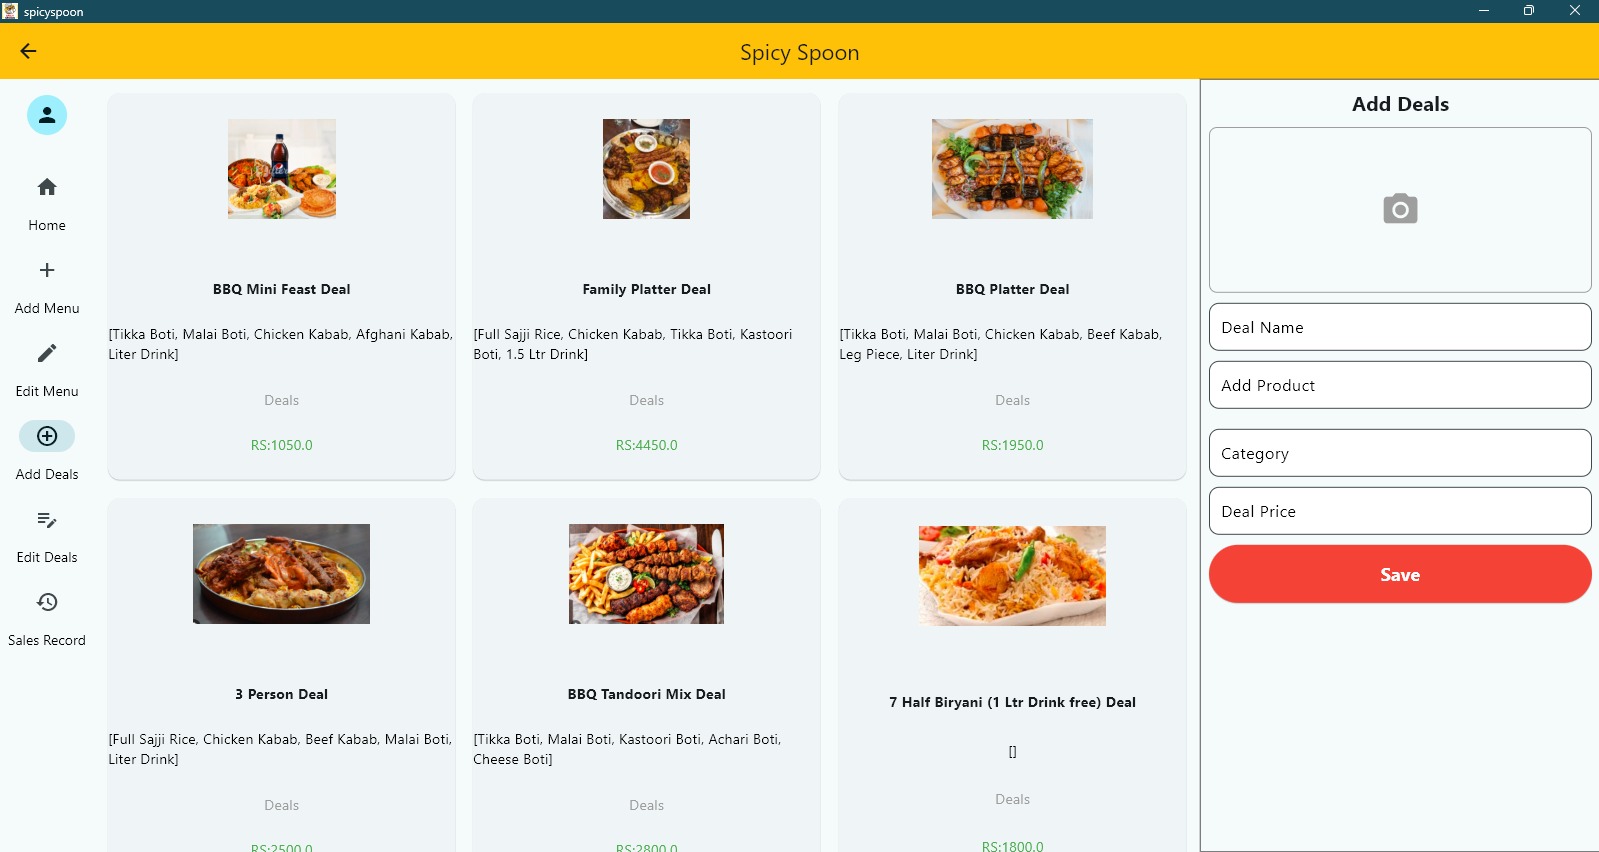 spicyspoon
Spicy Spoon
Home
Add Menu
Edit Menu
Add Deals
Edit Deals
Sales Record
BBQ Mini Feast Deal
[Tikka Boti, Malai Boti, Chicken Kabab, Afghani Kabab,
Liter Drink]
Deals
RS:1050.0
Family Platter Deal
[Full Sajji Rice, Chicken Kabab, Tikka Boti, Kastoori
Boti, 1.5 Ltr Drink]
Deals
RS:4450.0
BBQ Platter Deal
[Tikka Boti, Malai Boti, Chicken Kabab, Beef Kabab,
Leg Piece, Liter Drink]
Deals
RS:1950.0
3 Person Deal
[Full Sajji Rice, Chicken Kabab, Beef Kabab, Malai Boti,
Liter Drink]
Deals
RS:2500.0
BBQ Tandoori Mix Deal
[Tikka Boti, Malai Boti, Kastoori Boti, Achari Boti,
Cheese Boti]
Deals
RS:2800.0
7 Half Biryani (1 Ltr Drink free) Deal
[]
Deals
RS:1800.0
Add Deals
Deal Name
Add Product
Category
Deal Price
Save